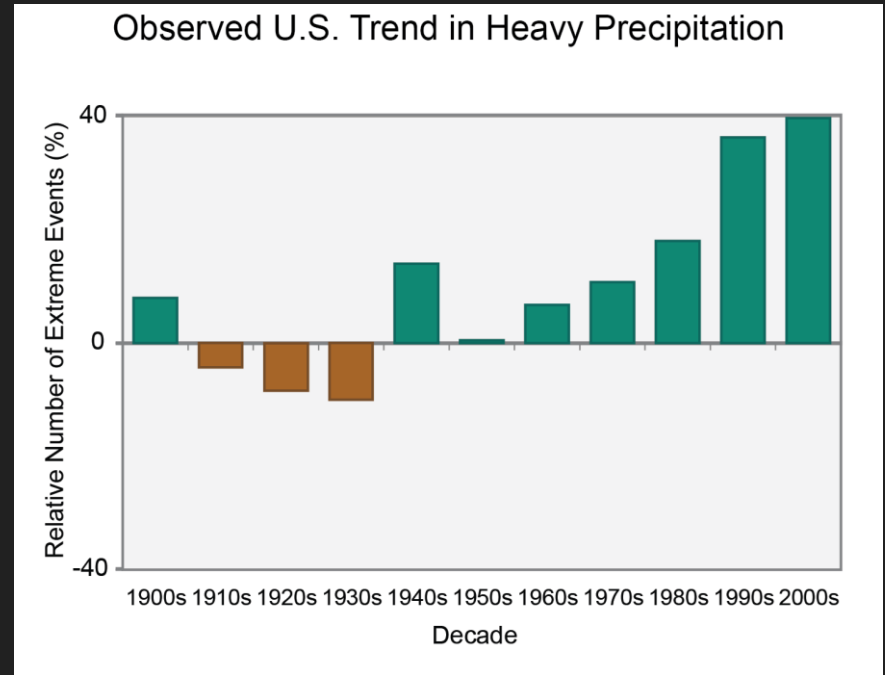 Observed U.S. Trend in Heavy Precipitation
Relative Number of Extreme Events (%)
40
0
-40
1900s 1910s 1920s 1930s 1940s 1950s 1960s 1970s 1980s 1990s 2000s
Decade